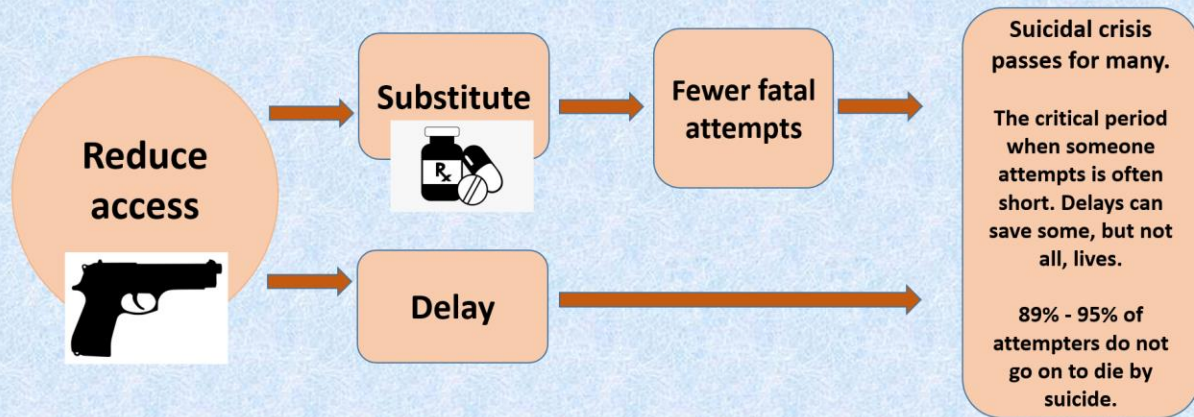 Reduce
access
Substitute
Rx
Delay
Fewer fatal
attempts
Suicidal crisis
passes for many.
The critical period
when someone
attempts is often
short. Delays can
save some, but not
all, lives.
89% - 95% of
attempters do not
go on to die by
suicide.